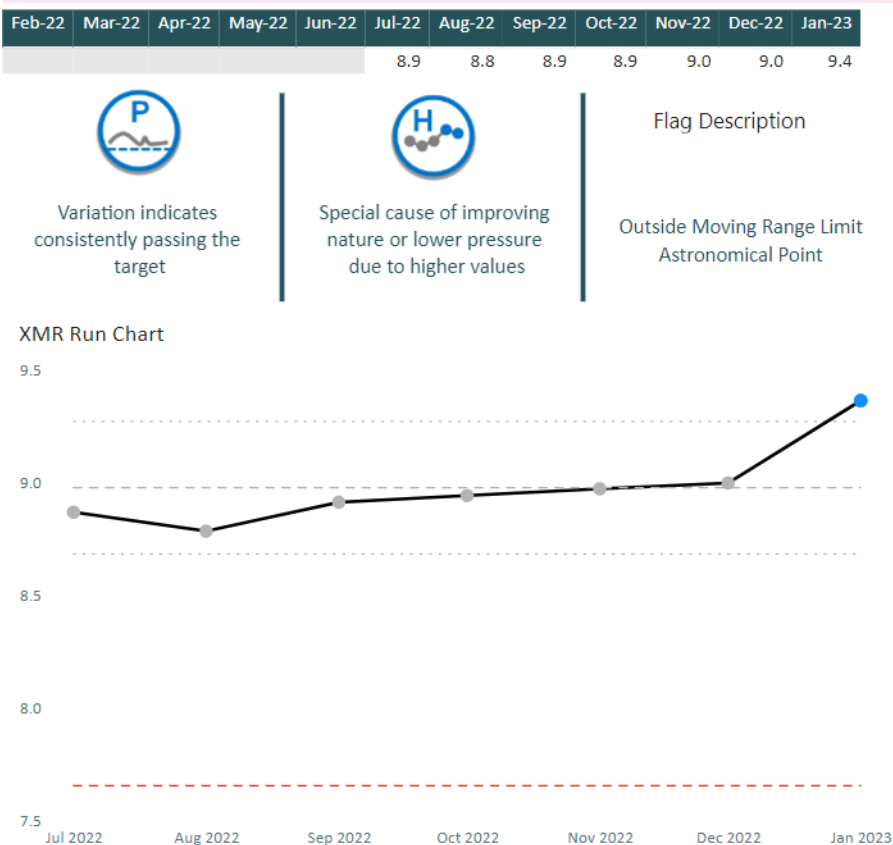 Feb-22 Mar-22 Apr-22 May-22 Jun-22 Jul-22 Aug-22 Sep-22 Oct-22 Nov-22 Dec-22 Jan-23
8.9 8.8 8.9 8.9 9.0 9.0 9.4
P
Variation indicates
consistently passing the
target
H
Special cause of improving
nature or lower pressure
due to higher values
Flag Description
Outside Moving Range Limit
Astronomical Point
XMR Run Chart
9.5
9.0
8.5
8.0
7.5
Jul 2022 Aug 2022 Sep 2022 Oct 2022 Nov 2022 Dec 2022 Jan 2023